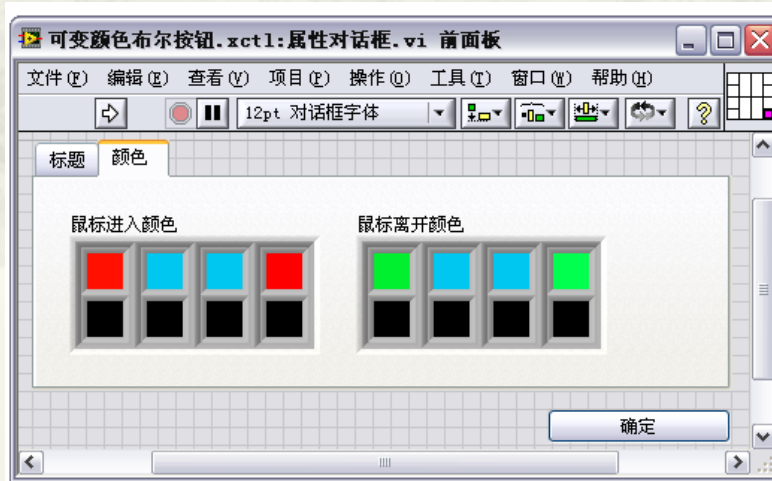 可变颜色布尔按钮.xctl:属性对话框.vi 前面板
文件(F) 编辑(E) 查看(V) 项目(P) 操作(O) 工具(T) 窗口(W) 帮助(H)
12pt 对话框字体
标题 颜色
鼠标进入颜色 鼠标离开颜色
确定